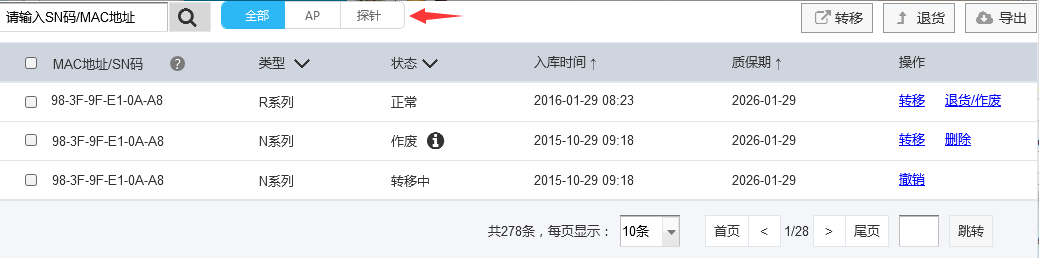 请输入SN码/MAC地址 全部 AP 探针 转移 退货 导出
MAC地址/SN码 ? 类型 状态 入库时间↑ 质保期↑ 操作
98-3F-9F-E1-0A-A8 R系列 正常 2016-01-29 08:23 2026-01-29 转移 退货/作废
98-3F-9F-E1-0A-A8 N系列 作废 i 2015-10-29 09:18 2026-01-29 转移 删除
98-3F-9F-E1-0A-A8 N系列 转移中 2015-10-29 09:18 2026-01-29 撤销
共278条，每页显示： 10条 首页 < 1/28 > 尾页 跳转